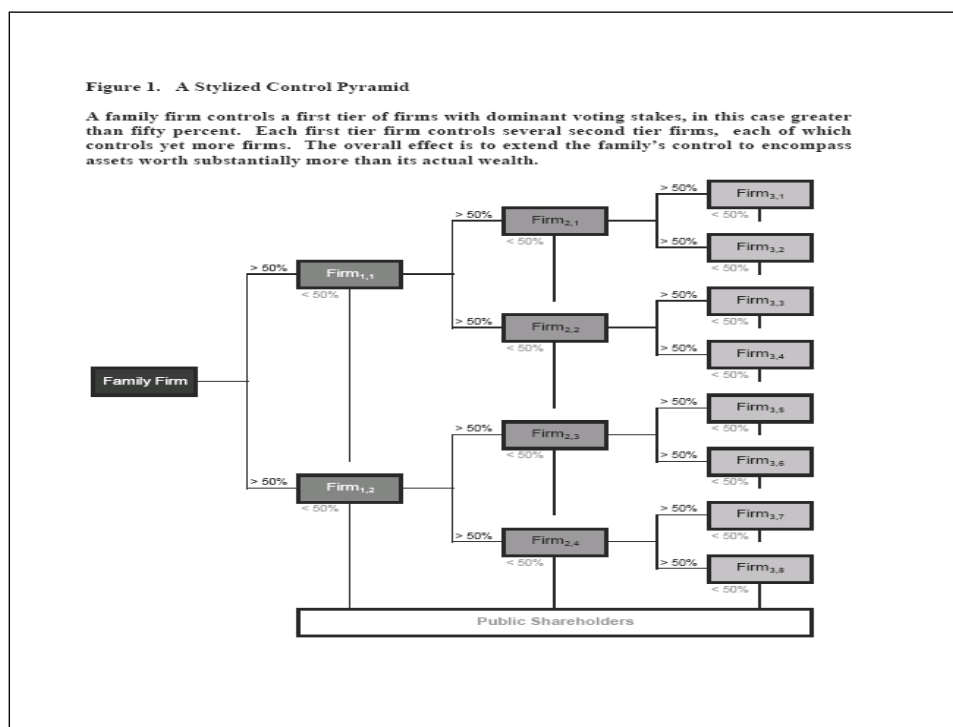 Figure 1. A Stylized Control Pyramid
A family firm controls a first tier of firms with dominant voting stakes, in this case greater
than fifty percent. Each first tier firm controls several second tier firms, each of which
controls yet more firms. The overall effect is to extend the family's control to encompass
assets worth substantially more than its actual wealth.
> 50% Firm3,1
< 50%
> 50% Firm2,1
< 50%
> 50% Firm3,2
< 50%
> 50% Firm1,1
< 50%
> 50% Firm3,3
< 50%
> 50% Firm2,2
< 50%
> 50% Firm3,4
< 50%
Family Firm
> 50% Firm3,5
< 50%
> 50% Firm2,3
< 50%
> 50% Firm3,6
< 50%
> 50% Firm1,2
< 50%
> 50% Firm3,7
< 50%
> 50% Firm2,4
< 50%
> 50% Firm3,8
< 50%
Public Shareholders